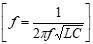 [ f = 1/(2πf√LC) ]